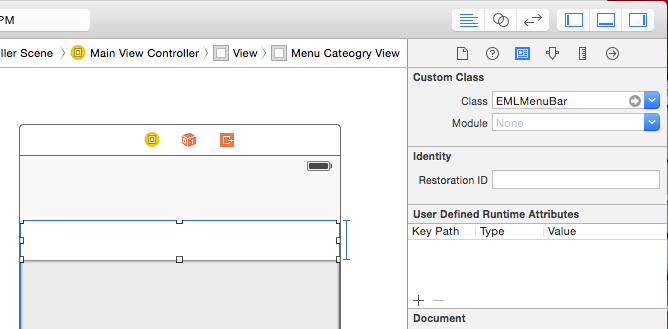 PM
ller Scene > Main View Controller > View > Menu Cateogry View
Custom Class
Class EMLMenuBar
Module None
Identity
Restoration ID
User Defined Runtime Attributes
Key Path Type Value
Document